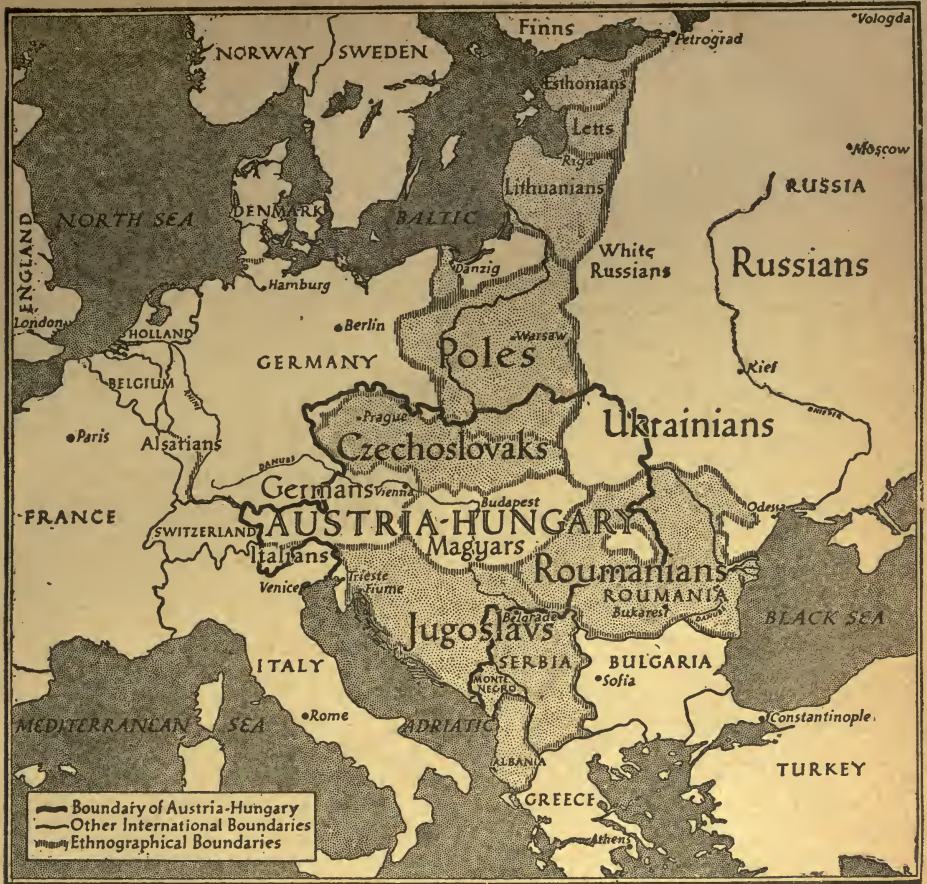 Finns
Vologda
NORWAY
SWEDEN
Petrograd
Esthonians
Letts
Moscow
Riga
Lithuanians
RUSSIA
NORTH SEA
DENMARK
BALTIC
ENGLAND
White
Russians
Russians
Danzig
Hamburg
London
HOLLAND
Berlin
Warsaw
GERMANY
Poles
BELGIUM
RHINE
Kief
Prague
DNIEPER
Paris
Alsatians
Czechoslovaks
Ukrainians
DANUBE
Germans
Vienna
Budapest
Odessa
FRANCE
SWITZERLAND
AUSTRIA-HUNGARY
Magyars
Italians
Roumanians
Venice
Trieste
Fiume
ROUMANIA
Bukarest
DANUBE
Belgrade
BLACK SEA
Jugoslavs
ITALY
SERBIA
BULGARIA
MONTE
NEGRO
Sofia
MEDITERRANEAN SEA
Rome
ADRIATIC
Constantinople
ALBANIA
TURKEY
GREECE
Athens
Boundary of Austria-Hungary
Other International Boundaries
Ethnographical Boundaries
R